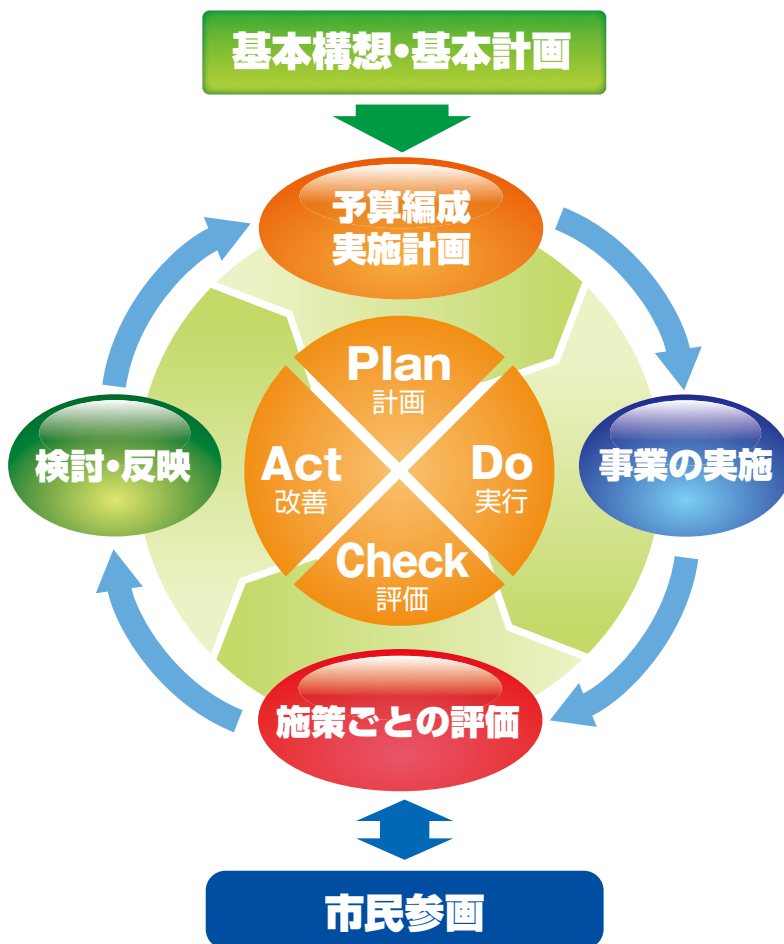 基本構想・基本計画
予算編成
実施計画
Plan
計画
Act
改善
Do
実行
Check
評価
検討・反映
事業の実施
施策ごとの評価
市民参画